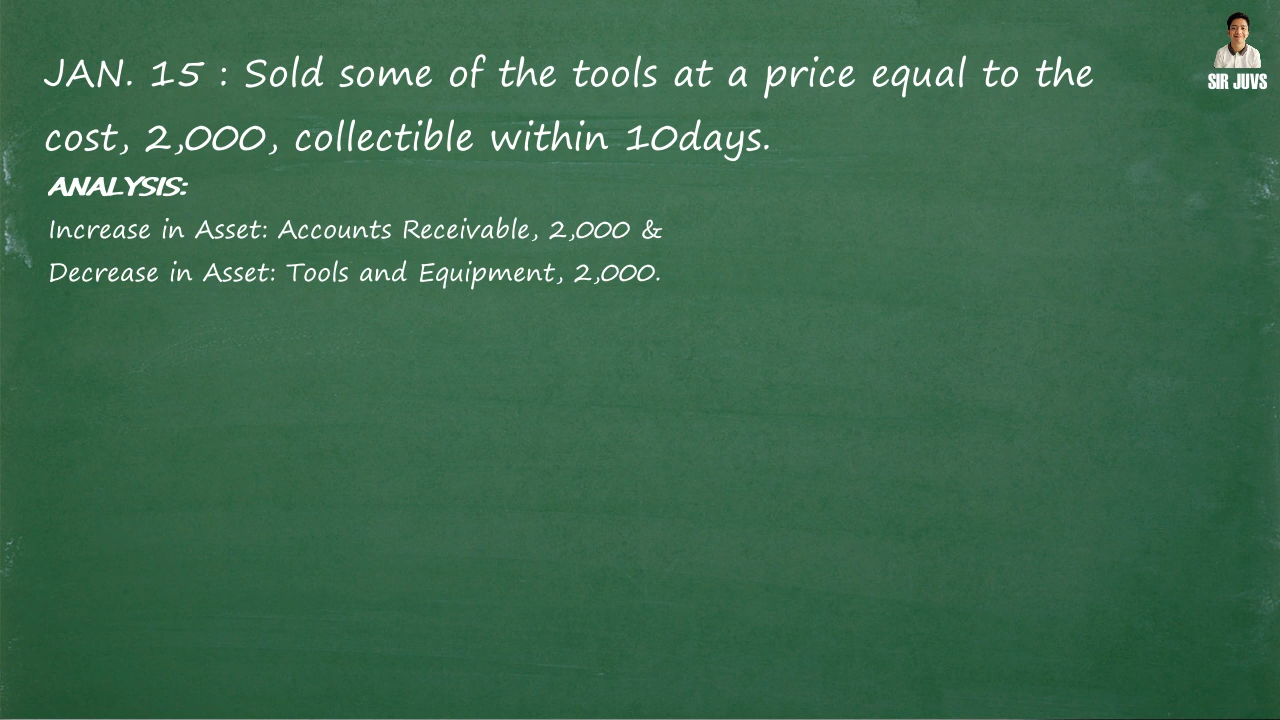 JAN. 15 : Sold some of the tools at a price equal to the
cost, 2,000, collectible within 10days.
ANALYSIS:
Increase in Asset: Accounts Receivable, 2,000 &
Decrease in Asset: Tools and Equipment, 2,000.
SIR JUVS